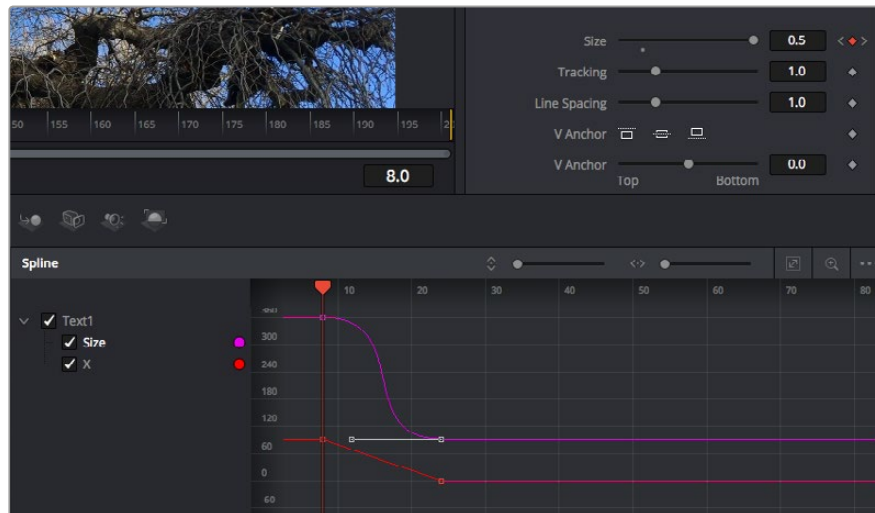 Size 0.5
Tracking 1.0
Line Spacing 1.0
V Anchor
V Anchor 0.0
Top Bottom
50 155 160 165 170 175 180 185 190 195
8.0
Spline
10 20 30 40 50 60 70 80
Text1
Size
X
300
240
180
120
60
0
60